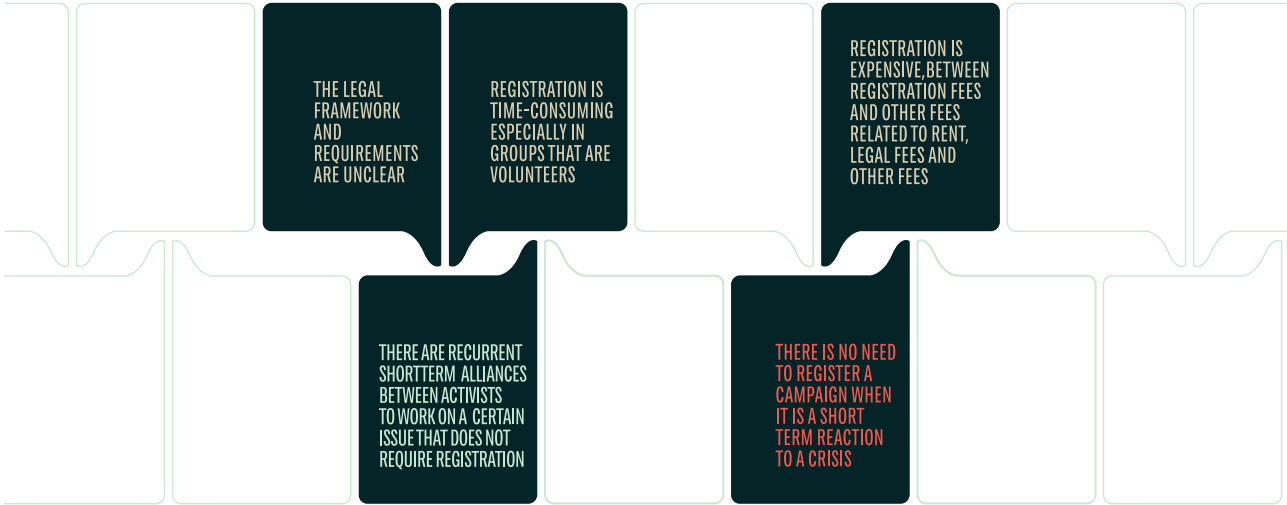 THE LEGAL
FRAMEWORK
AND
REQUIREMENTS
ARE UNCLEAR
REGISTRATION IS
TIME-CONSUMING
ESPECIALLY IN
GROUPS THAT ARE
VOLUNTEERS
REGISTRATION IS
EXPENSIVE,BETWEEN
REGISTRATION FEES
AND OTHER FEES
RELATED TO RENT,
LEGAL FEES AND
OTHER FEES
THERE ARE RECURRENT
SHORTTERM ALLIANCES
BETWEEN ACTIVISTS
TO WORK ON A CERTAIN
ISSUE THAT DOES NOT
REQUIRE REGISTRATION
THERE IS NO NEED
TO REGISTER A
CAMPAIGN WHEN
IT IS A SHORT
TERM REACTION
TO A CRISIS